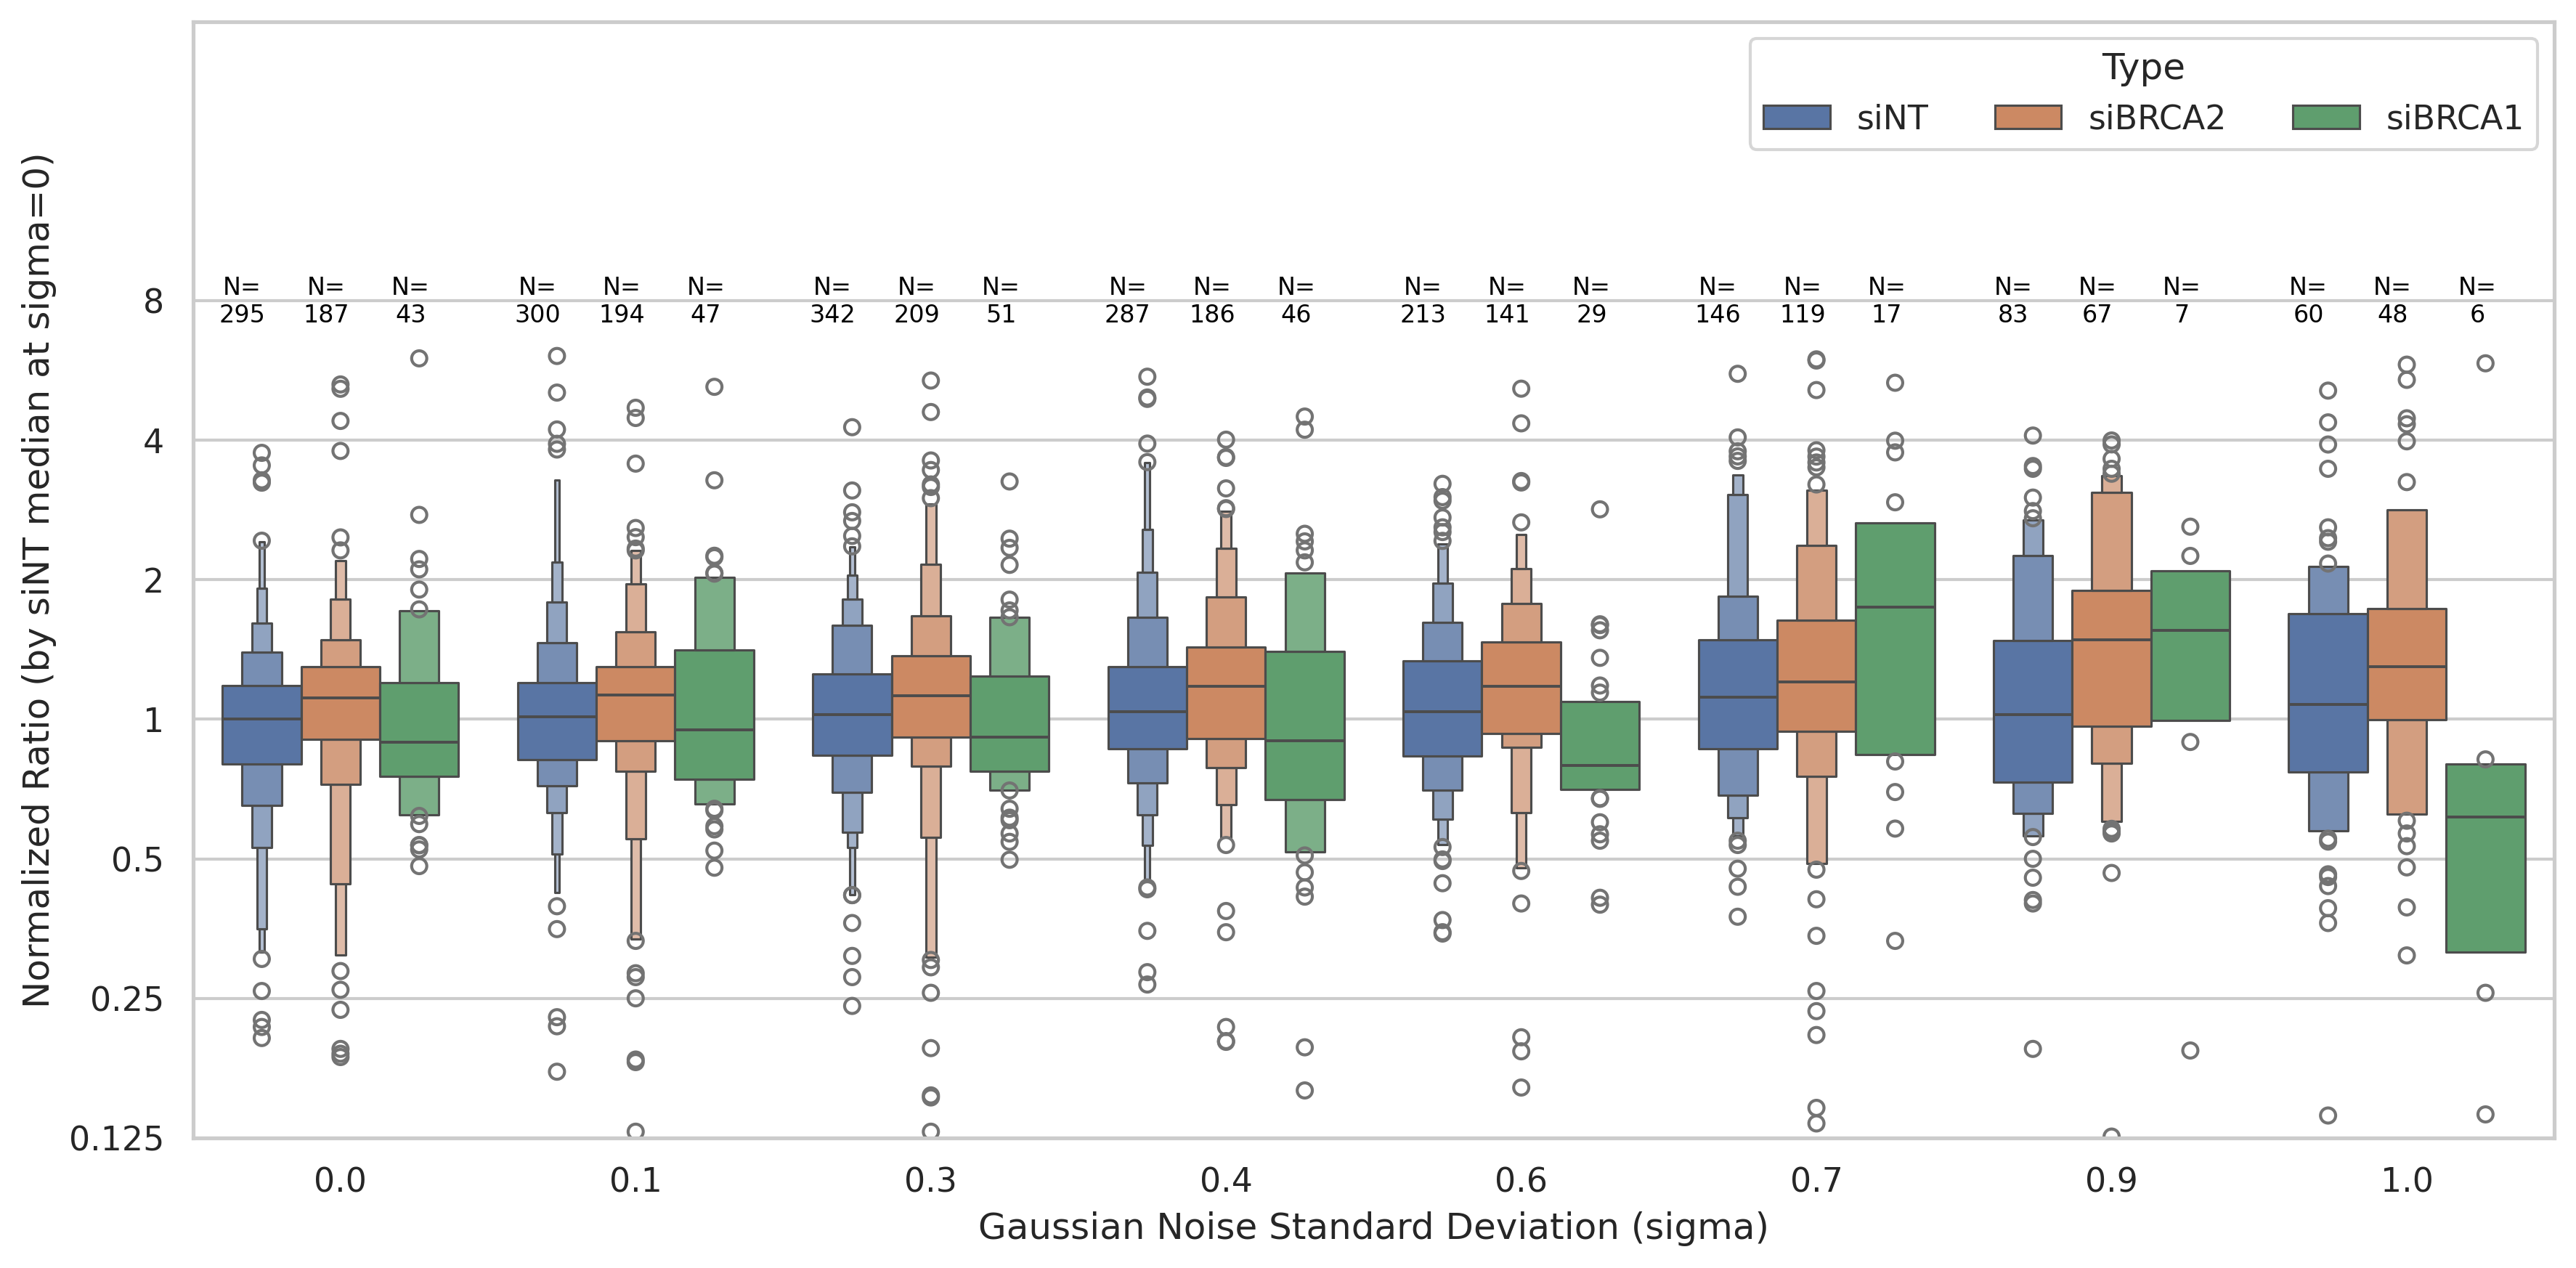 Type
siNT siBRCA2 siBRCA1
Normalized Ratio (by siNT median at sigma=0)
8
4
2
1
0.5
0.25
0.125
N= N= N= N= N= N= N= N= N= N= N= N= N= N= N= N= N= N= N= N= N= N= N= N=
295 187 43 300 194 47 342 209 51 287 186 46 213 141 29 146 119 17 83 67 7 60 48 6
0.0 0.1 0.3 0.4 0.6 0.7 0.9 1.0
Gaussian Noise Standard Deviation (sigma)